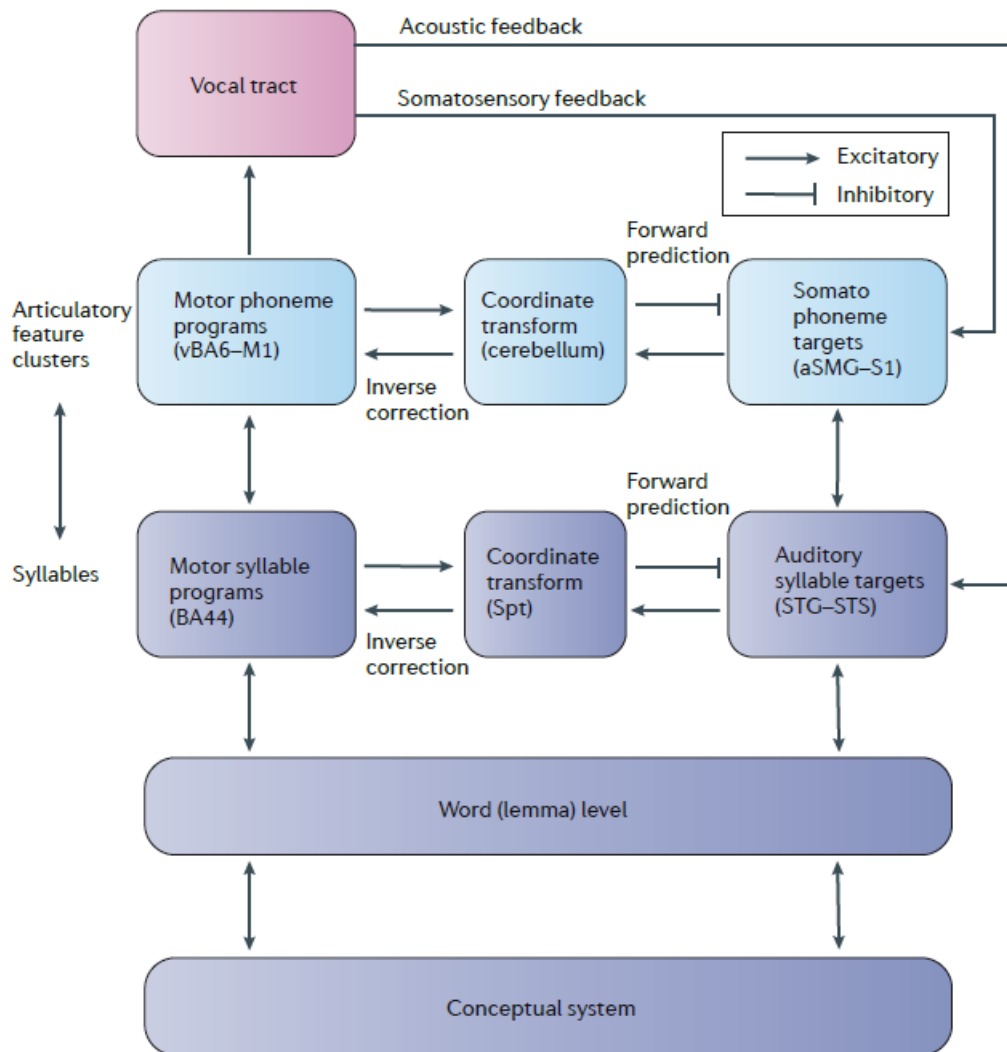 Acoustic feedback
Vocal tract
Somatosensory feedback
Excitatory
Inhibitory
Forward
prediction
Articulatory
feature
clusters
Motor phoneme
programs
(vBA6–M1)
Coordinate
transform
(cerebellum)
Somato
phoneme
targets
(aSMG–S1)
Inverse
correction
Forward
prediction
Syllables
Motor syllable
programs
(BA44)
Coordinate
transform
(Spt)
Auditory
syllable targets
(STG–STS)
Inverse
correction
Word (lemma) level
Conceptual system